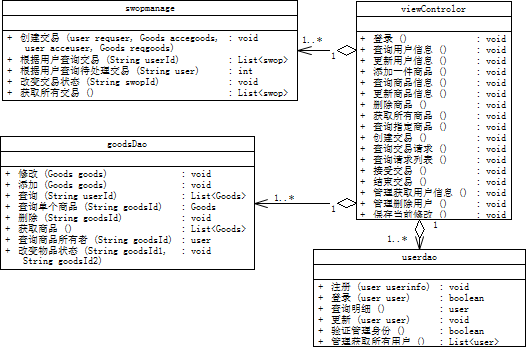 swopmanage
+ 创建交易 (user requser, Goods accegoods, : void
user acceuser, Goods reqgoods)
+ 根据用户查询交易 (String userId) : List<swop>
+ 根据用户查询待处理交易 (String user) : int
+ 改变交易状态 (String swopId) : void
+ 获取所有交易 () : List<swop>
1..*
1
viewControlor
+ 登录 () : void
+ 查询用户信息 () : void
+ 更新用户信息 () : void
+ 添加一件商品 () : void
+ 查询商品信息 () : void
+ 更新商品信息 () : void
+ 删除商品 () : void
+ 获取所有商品 () : void
+ 查询指定商品 () : void
+ 创建交易 () : void
+ 查询交易请求 () : void
+ 查询请求列表 () : void
+ 接受交易 () : void
+ 结束交易 () : void
+ 管理获取用户信息 () : void
+ 管理删除用户 () : void
+ 保存当前修改 () : void
goodsDao
+ 修改 (Goods goods) : void
+ 添加 (Goods goods) : void
+ 查询 (String userId) : List<Goods>
+ 查询单个商品 (String goodsId) : Goods
+ 删除 (String goodsId) : void
+ 获取商品 () : List<Goods>
+ 查询商品所有者 (String goodsId) : user
+ 改变物品状态 (String goodsId1, : void
String goodsId2)
1..*
1
1
1..*
userdao
+ 注册 (user userinfo) : void
+ 登录 (user user) : boolean
+ 查询明细 () : user
+ 更新 (user user) : void
+ 验证管理身份 () : boolean
+ 管理获取所有用户 () : List<user>